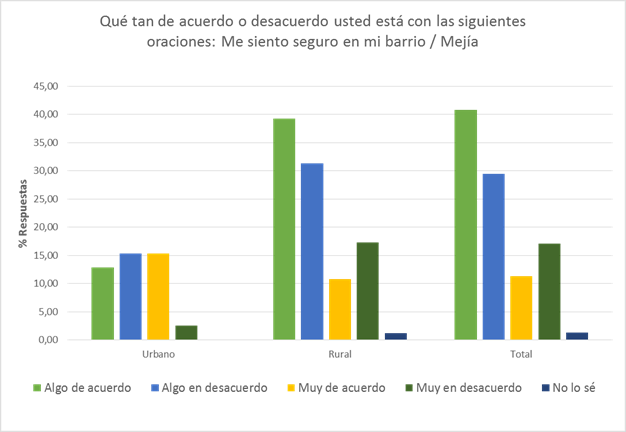 Qué tan de acuerdo o desacuerdo usted está con las siguientes
oraciones: Me siento seguro en mi barrio / Mejía
45,00
40,00
35,00
30,00
25,00
20,00
15,00
10,00
5,00
0,00
% Respuestas
Urbano Rural Total
Algo de acuerdo Algo en desacuerdo Muy de acuerdo Muy en desacuerdo No lo sé